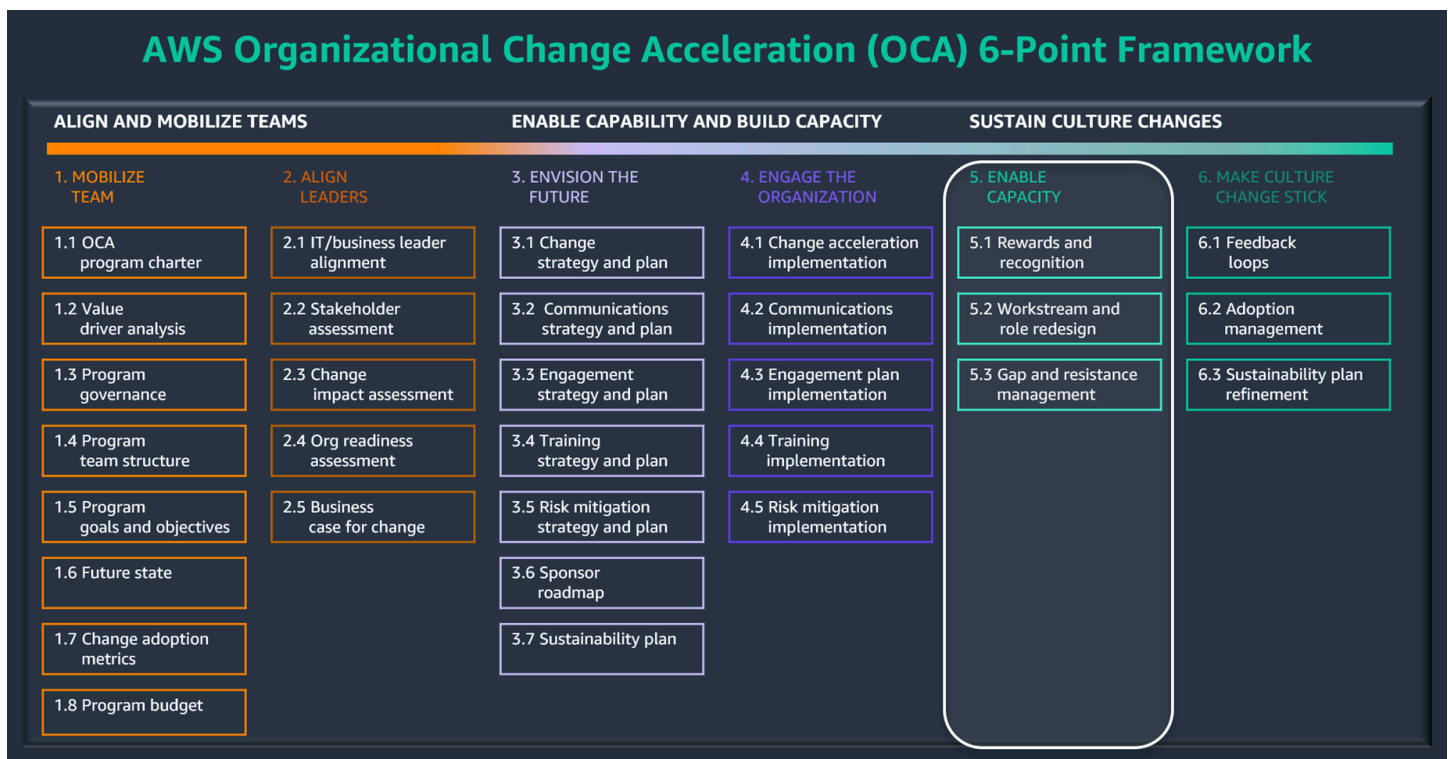 AWS Organizational Change Acceleration (OCA) 6-Point Framework
ALIGN AND MOBILIZE TEAMS
ENABLE CAPABILITY AND BUILD CAPACITY
SUSTAIN CULTURE CHANGES
1. MOBILIZE
TEAM
1.1 OCA
program charter
1.2 Value
driver analysis
1.3 Program
governance
1.4 Program
team structure
1.5 Program
goals and objectives
1.6 Future state
1.7 Change adoption
metrics
1.8 Program budget
2. ALIGN
LEADERS
2.1 IT/business leader
alignment
2.2 Stakeholder
assessment
2.3 Change
impact assessment
2.4 Org readiness
assessment
2.5 Business
case for change
3. ENVISION THE
FUTURE
3.1 Change
strategy and plan
3.2 Communications
strategy and plan
3.3 Engagement
strategy and plan
3.4 Training
strategy and plan
3.5 Risk mitigation
strategy and plan
3.6 Sponsor
roadmap
3.7 Sustainability plan
4. ENGAGE THE
ORGANIZATION
4.1 Change acceleration
implementation
4.2 Communications
implementation
4.3 Engagement plan
implementation
4.4 Training
implementation
4.5 Risk mitigation
implementation
5. ENABLE
CAPACITY
5.1 Rewards and
recognition
5.2 Workstream and
role redesign
5.3 Gap and resistance
management
6. MAKE CULTURE
CHANGE STICK
6.1 Feedback
loops
6.2 Adoption
management
6.3 Sustainability plan
refinement